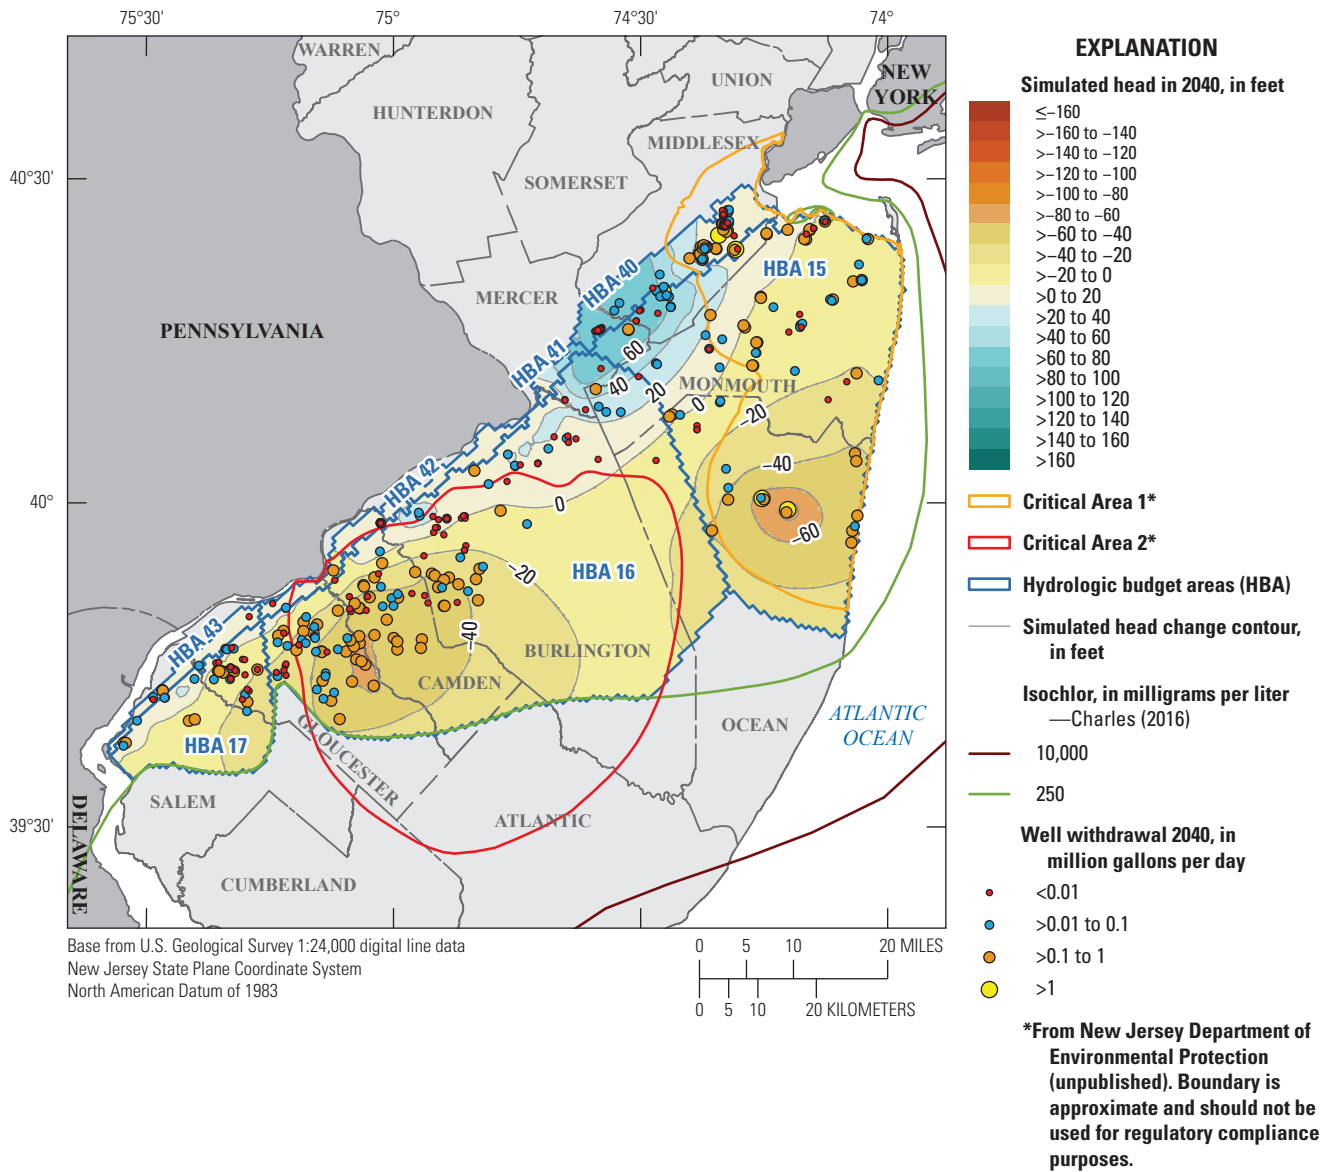 75°30'
75°
74°30'
74°
40°30'
40°
39°30'
WARREN
HUNTERDON
UNION
NEW
YORK
MIDDLESEX
SOMERSET
MERCER
PENNSYLVANIA
HBA 40
HBA 41
HBA 42
HBA 43
HBA 15
HBA 16
HBA 17
MONMOUTH
BURLINGTON
CAMDEN
GLOUCESTER
OCEAN
SALEM
ATLANTIC
CUMBERLAND
DELAWARE
ATLANTIC
OCEAN
60
40
20
0
–20
–40
–60
0
–20
–40
Base from U.S. Geological Survey 1:24,000 digital line data
New Jersey State Plane Coordinate System
North American Datum of 1983
0 5 10 20 MILES
0 5 10 20 KILOMETERS
EXPLANATION
Simulated head in 2040, in feet
≤–160
>–160 to –140
>–140 to –120
>–120 to –100
>–100 to –80
>–80 to –60
>–60 to –40
>–40 to –20
>–20 to 0
>0 to 20
>20 to 40
>40 to 60
>60 to 80
>80 to 100
>100 to 120
>120 to 140
>140 to 160
>160
Critical Area 1*
Critical Area 2*
Hydrologic budget areas (HBA)
Simulated head change contour,
in feet
Isochlor, in milligrams per liter
—Charles (2016)
10,000
250
Well withdrawal 2040, in
million gallons per day
<0.01
>0.01 to 0.1
>0.1 to 1
>1
*From New Jersey Department of
Environmental Protection
(unpublished). Boundary is
approximate and should not be
used for regulatory compliance
purposes.